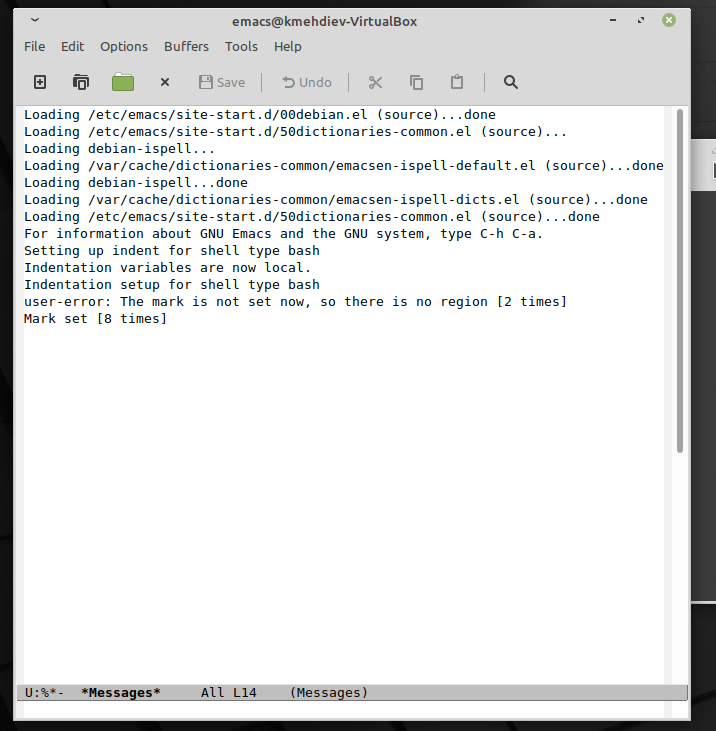 emacs@kmehdiev-VirtualBox
File Edit Options Buffers Tools Help
Save Undo
Loading /etc/emacs/site-start.d/00debian.el (source)...done
Loading /etc/emacs/site-start.d/50dictionaries-common.el (source)...
Loading debian-ispell...
Loading /var/cache/dictionaries-common/emacsen-ispell-default.el (source)...done
Loading debian-ispell...done
Loading /var/cache/dictionaries-common/emacsen-ispell-dicts.el (source)...done
Loading /etc/emacs/site-start.d/50dictionaries-common.el (source)...done
For information about GNU Emacs and the GNU system, type C-h C-a.
Setting up indent for shell type bash
Indentation variables are now local.
Indentation setup for shell type bash
user-error: The mark is not set now, so there is no region [2 times]
Mark set [8 times]
U:%*-  *Messages*     All L14    (Messages)